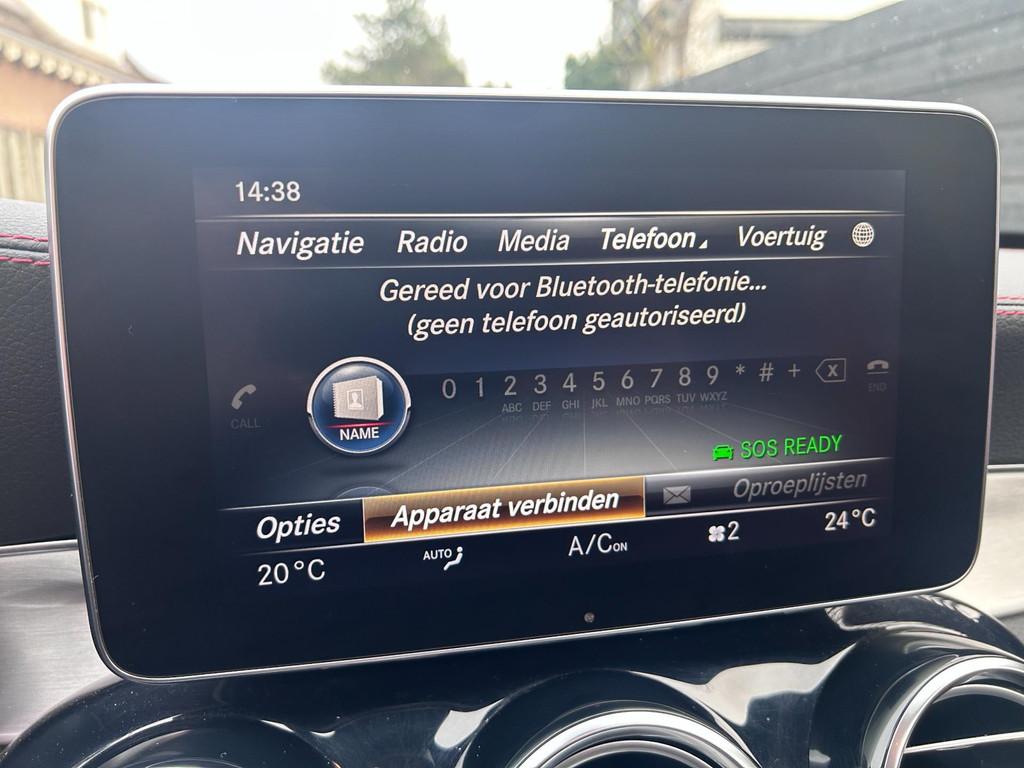 14:38
Navigatie Radio Media Telefoon Voertuig
Gereed voor Bluetooth-telefonie...
(geen telefoon geautoriseerd)
0 1 2 3 4 5 6 7 8 9 * # + X
ABC DEF GHI JKL MNO PQRS TUV WXYZ
CALL
END
NAME
SOS READY
Opties Apparaat verbinden Oproeplijsten
20°C AUTO A/C ON 2 24°C